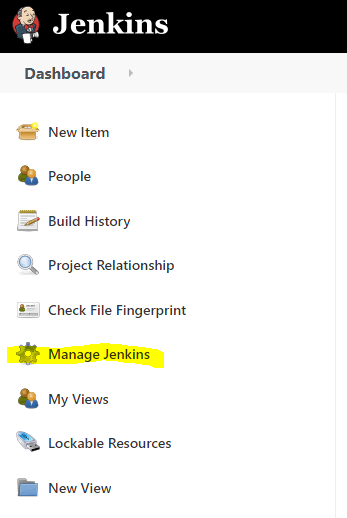 Jenkins
Dashboard
New Item
People
Build History
Project Relationship
Check File Fingerprint
Manage Jenkins
My Views
Lockable Resources
New View